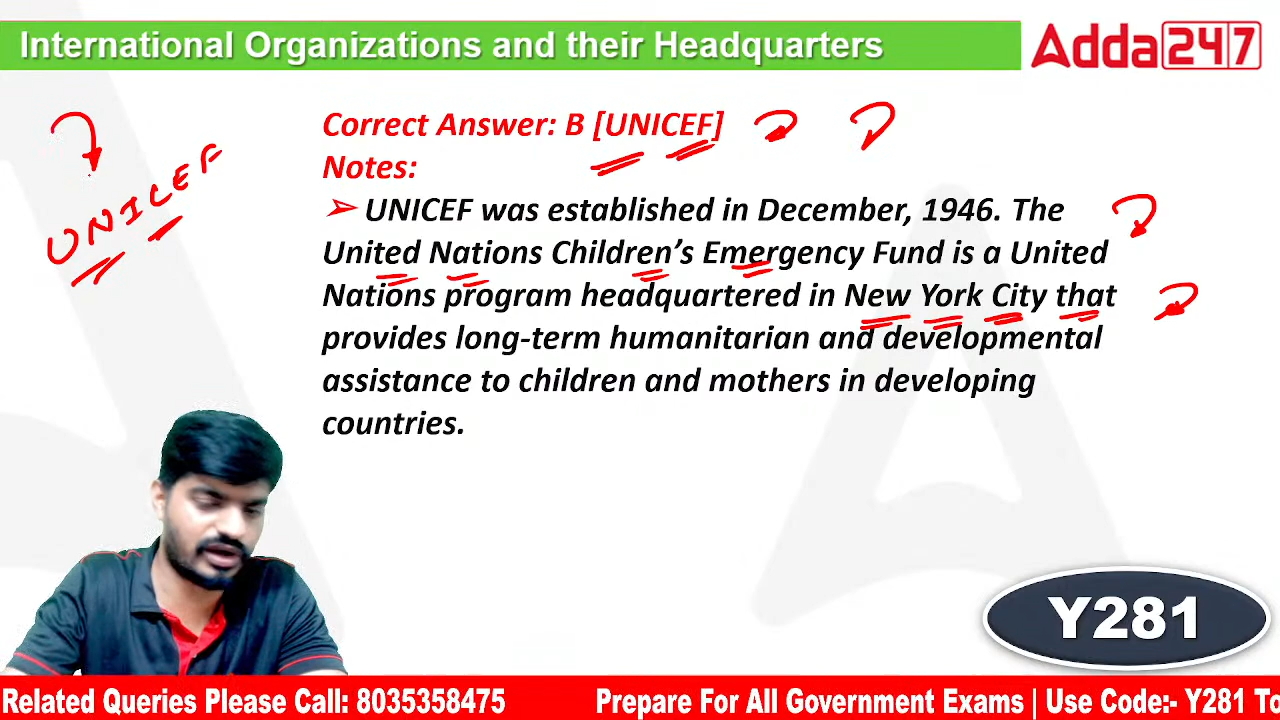 International Organizations and their Headquarters
Adda247
Correct Answer: B [UNICEF]
Notes:
➢ UNICEF was established in December, 1946. The
United Nations Children's Emergency Fund is a United
Nations program headquartered in New York City that
provides long-term humanitarian and developmental
assistance to children and mothers in developing
countries.
UNICEF
Y281
Related Queries Please Call: 8035358475 Prepare For All Government Exams | Use Code:- Y281 To